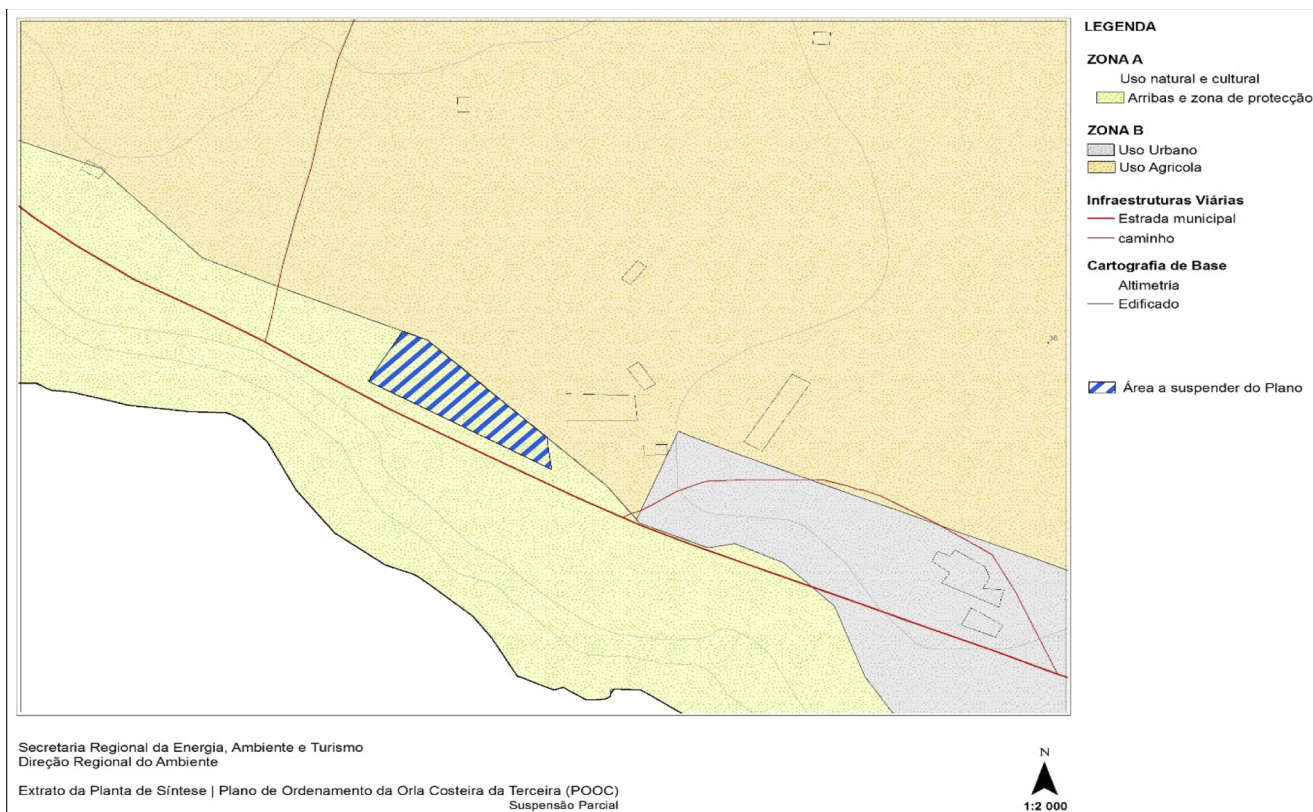 LEGENDA
ZONA A
Uso natural e cultural
Arribas e zona de protecção
ZONA B
Uso Urbano
Uso Agricola
Infraestruturas Viárias
Estrada municipal
caminho
Cartografia de Base
Altimetria
Edificado
Área a suspender do Plano
36
Secretaria Regional da Energia, Ambiente e Turismo
Direção Regional do Ambiente
Extrato da Planta de Síntese | Plano de Ordenamento da Orla Costeira da Terceira (POOC)
Suspensão Parcial
N
1:2 000